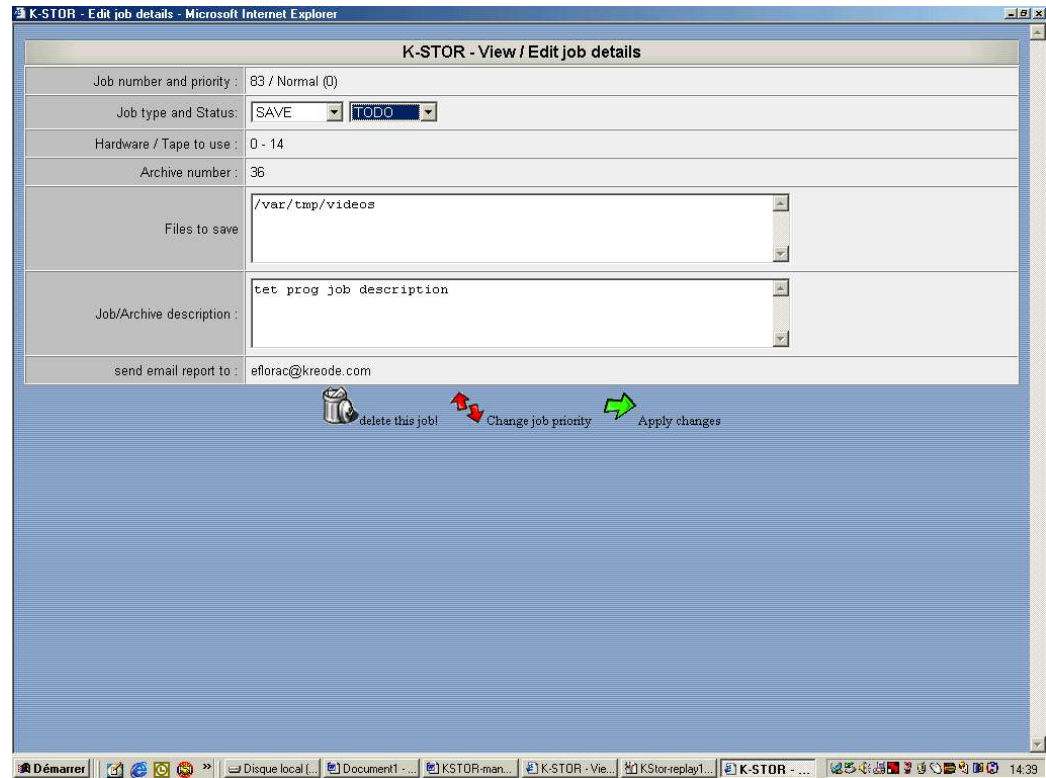 K-STOR - Edit job details - Microsoft Internet Explorer
K-STOR - View / Edit job details
Job number and priority : 83 / Normal (0)
Job type and Status: SAVE TODO
Hardware / Tape to use : 0 - 14
Archive number : 36
Files to save /var/tmp/videos
Job/Archive description : tet prog job description
send email report to : eflorac@kreode.com
delete this job! Change job priority Apply changes
Démarrer » Disque local (... Document1 - ... KSTOR-man... K-STOR - Vie... KStor-replay1... K-STOR - ... 14:39